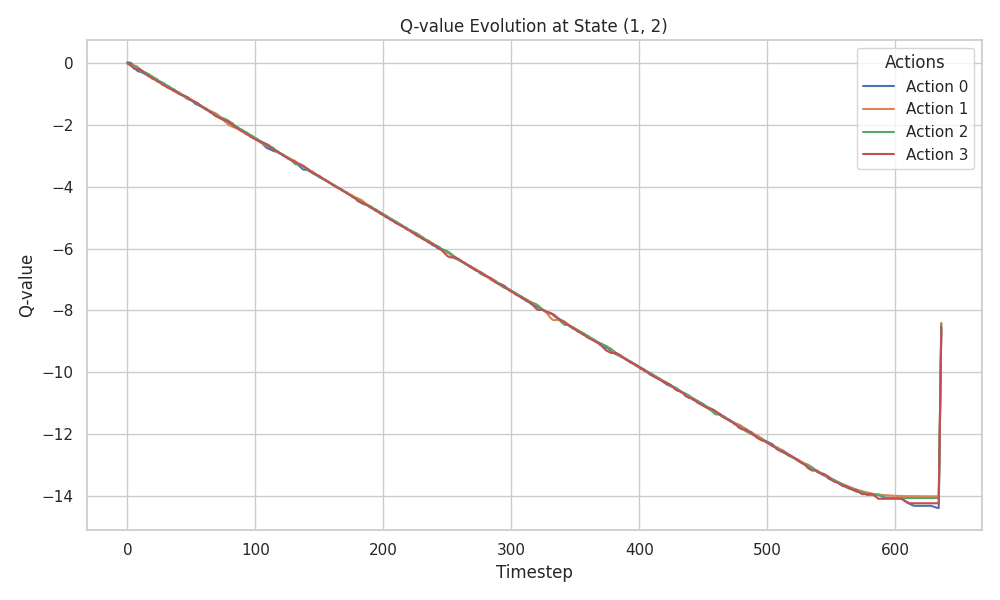 Q-value Evolution at State (1, 2)
Actions
Action 0
Action 1
Action 2
Action 3
Q-value
0
−2
−4
−6
−8
−10
−12
−14
0 100 200 300 400 500 600
Timestep